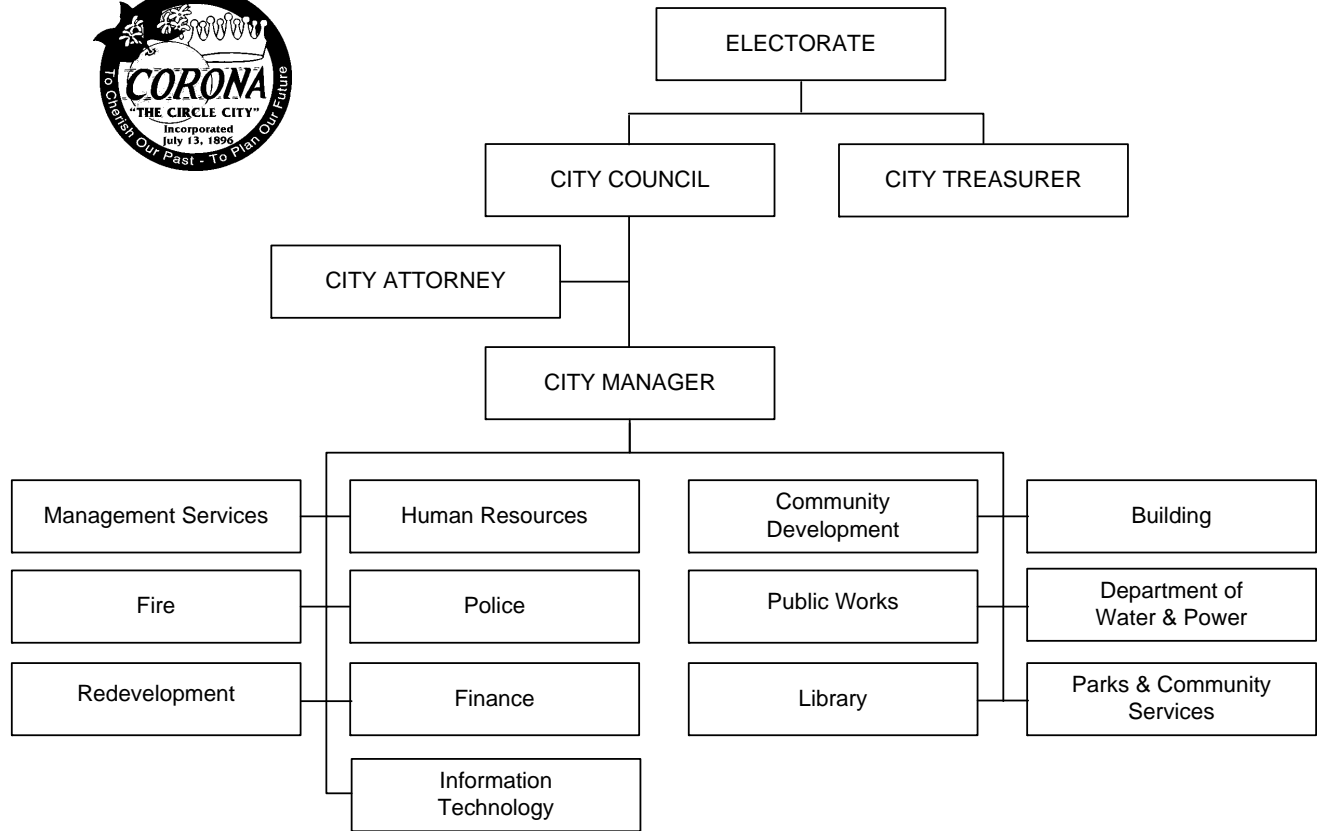 CORONA
"THE CIRCLE CITY"
Incorporated
July 13, 1896
To Cherish Our Past - To Plan Our Future
ELECTORATE
CITY COUNCIL
CITY TREASURER
CITY ATTORNEY
CITY MANAGER
Management Services
Human Resources
Community
Development
Building
Fire
Police
Public Works
Department of
Water & Power
Redevelopment
Finance
Library
Parks & Community
Services
Information
Technology